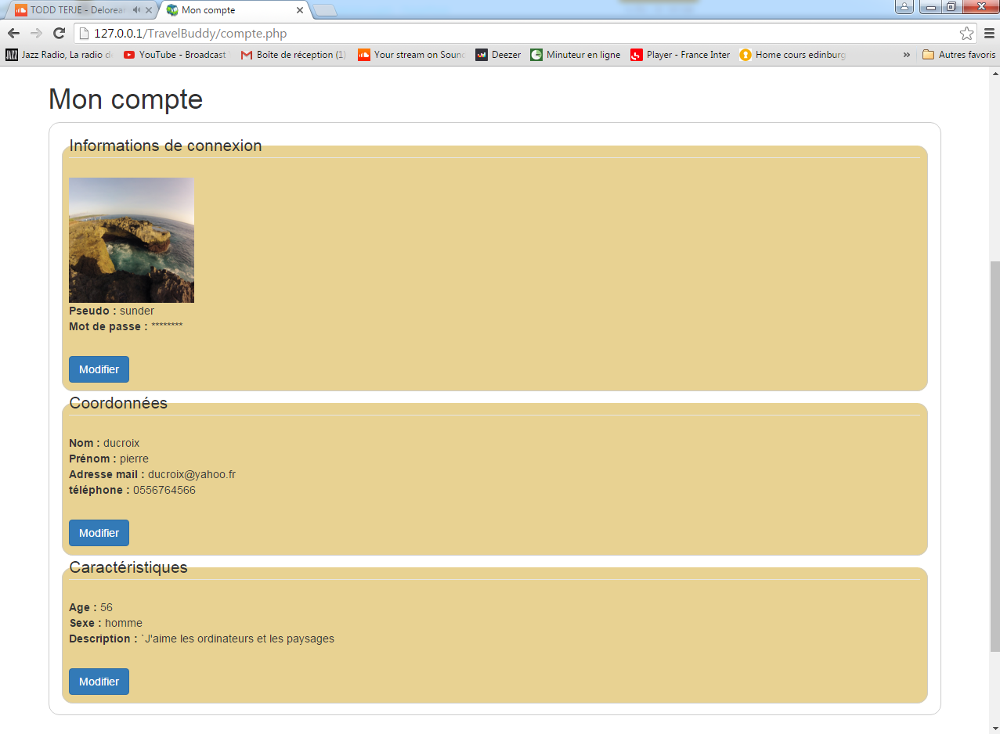 TODD TERJE - Delorean
Mon compte
127.0.0.1/TravelBuddy/compte.php
JAZZ Jazz Radio, La radio d
YouTube - Broadcast
Boîte de réception (1)
Your stream on Soun
Deezer
Minuteur en ligne
Player - France Inter
Home cours edinburg
»
Autres favoris
Mon compte
Informations de connexion
Pseudo : sunder
Mot de passe : ********
Modifier
Coordonnées
Nom : ducroix
Prénom : pierre
Adresse mail : ducroix@yahoo.fr
téléphone : 0556764566
Modifier
Caractéristiques
Age : 56
Sexe : homme
Description : `J'aime les ordinateurs et les paysages
Modifier